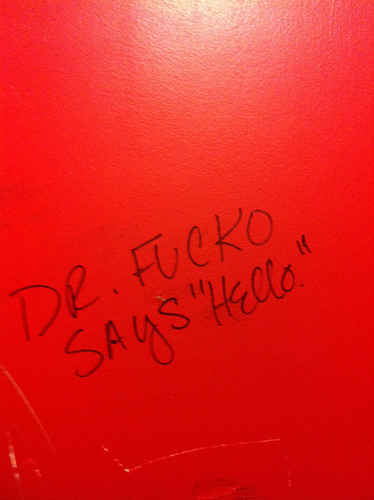 DR. FUCKO
SAYS "HEllo."